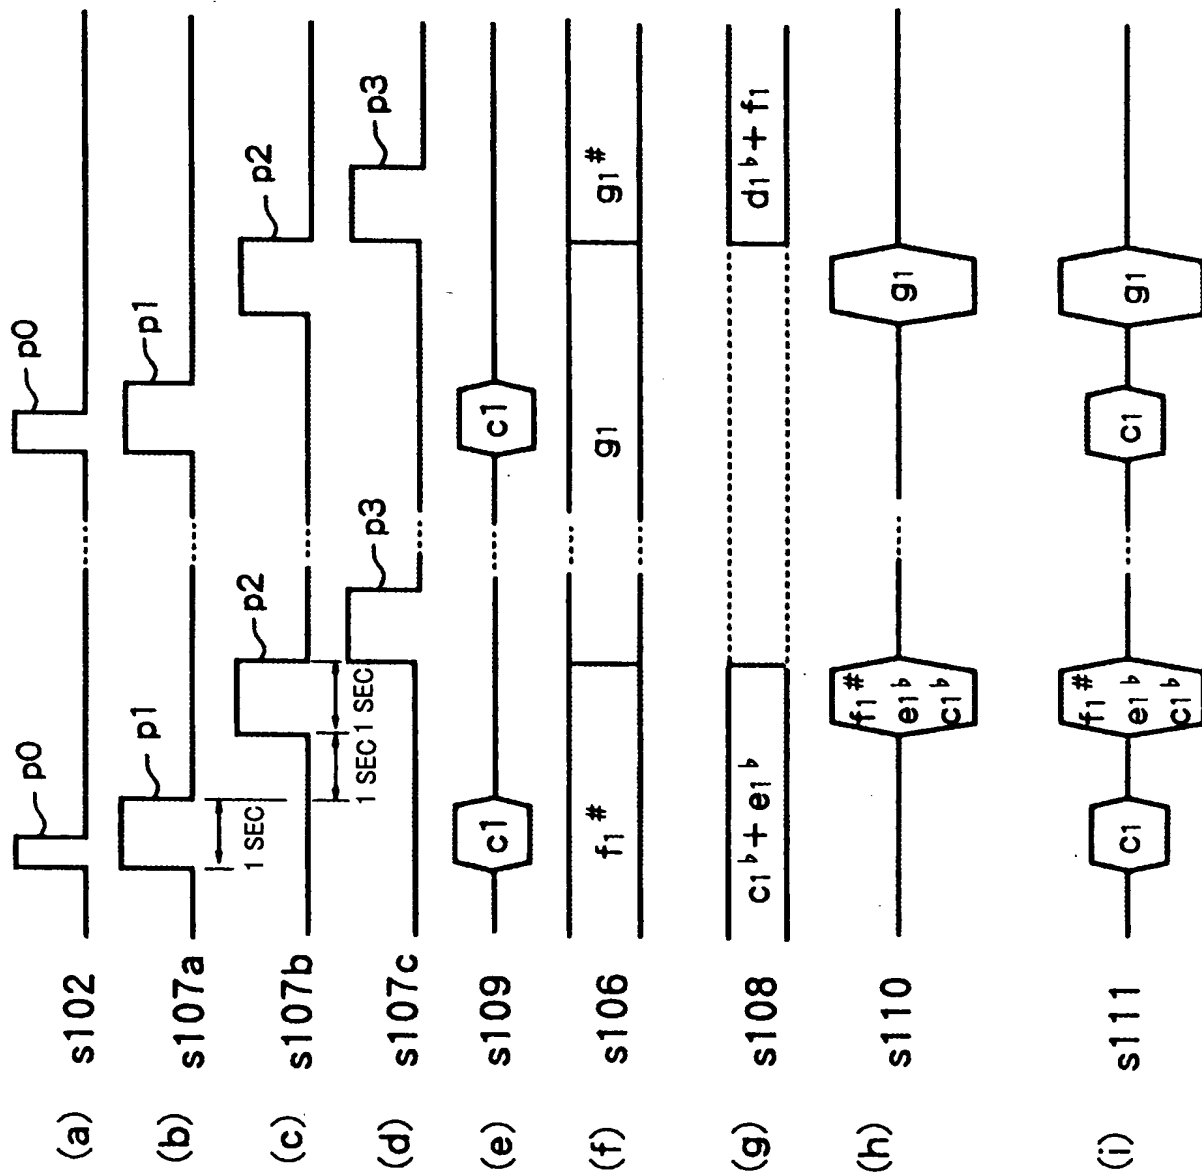 (a) s102 p0 p0
(b) s107a p1 p1
1 SEC
(c) s107b p2 p2
1 SEC 1 SEC
(d) s107c p3 p3
(e) s109 c1 c1
(f) s106 f1# g1 g1#
(g) s108 c1♮+e1♮ d1♮+f1
(h) s110 f1# g1
e1♮
c1♮
(i) s111 c1 f1# c1 g1
e1♮
c1♮